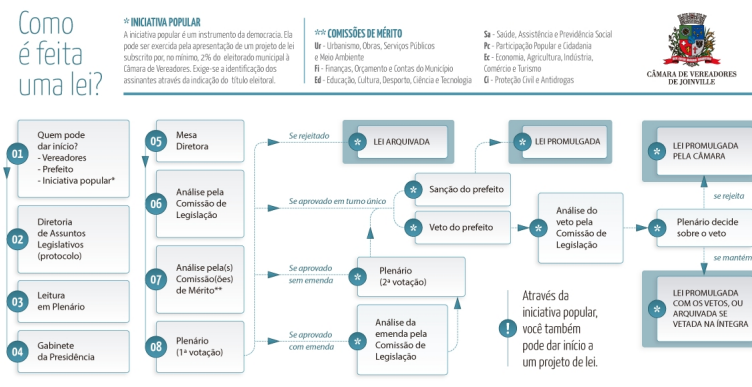 Como
é feita
uma lei?
* INICIATIVA POPULAR
A iniciativa popular é um instrumento da democracia. Ela
pode ser exercida pela apresentação de um projeto de lei
subscrito por, no mínimo, 2% do eleitorado municipal à
Câmara de Vereadores. Exige-se a identificação dos
assinantes através da indicação do título eleitoral.
** COMISSÕES DE MÉRITO
Ur - Urbanismo, Obras, Serviços Públicos
e Meio Ambiente
Fi - Finanças, Orçamento e Contas do Município
Ed - Educação, Cultura, Desporto, Ciência e Tecnologia
Sa - Saúde, Assistência e Previdência Social
Pc - Participação Popular e Cidadania
Ec - Economia, Agricultura, Indústria,
Comércio e Turismo
Ci - Proteção Civil e Antidrogas
CÂMARA DE VEREADORES
DE JOINVILLE
01
Quem pode
dar início?
- Vereadores
- Prefeito
- Iniciativa popular*
02
Diretoria
de Assuntos
Legislativos
(protocolo)
03
Leitura
em Plenário
04
Gabinete
da Presidência
05
Mesa
Diretora
06
Análise pela
Comissão de
Legislação
07
Análise pela(s)
Comissão(ões)
de Mérito**
08
Plenário
(1ª votação)
Se rejeitado
* LEI ARQUIVADA
Se aprovado em turno único
Se aprovado
sem emenda
Se aprovado
com emenda
* Plenário
(2ª votação)
* Análise da
emenda pela
Comissão de
Legislação
* Sanção do prefeito
* Veto do prefeito
* LEI PROMULGADA
* Análise do
veto pela
Comissão de
Legislação
* Plenário decide
sobre o veto
se rejeita
* LEI PROMULGADA
PELA CÂMARA
se mantém
* LEI PROMULGADA
COM OS VETOS, OU
ARQUIVADA SE
VETADA NA ÍNTEGRA
! Através da
iniciativa popular,
você também
pode dar início a
um projeto de lei.